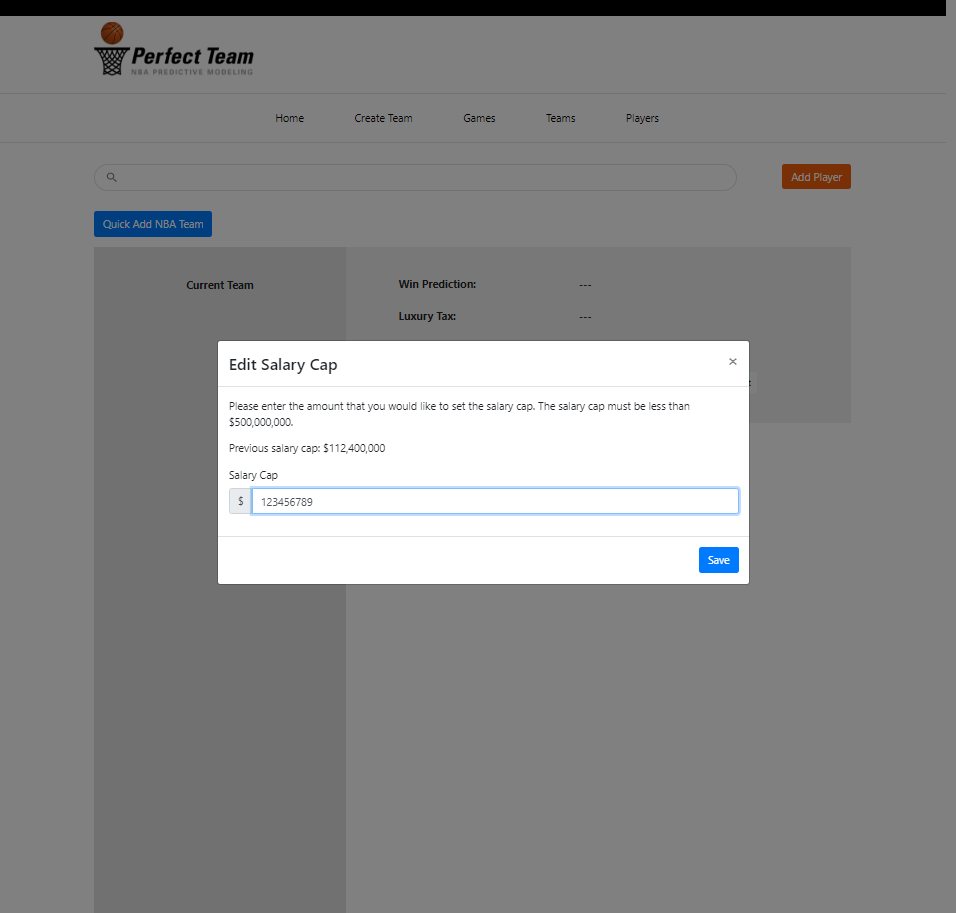 Perfect Team
NBA PREDICTIVE MODELING
Home Create Team Games Teams Players
Add Player
Quick Add NBA Team
Current Team
Win Prediction: ---
Luxury Tax: ---
Edit Salary Cap ×
Please enter the amount that you would like to set the salary cap. The salary cap must be less than
$500,000,000.
Previous salary cap: $112,400,000
Salary Cap
$ 123456789
Save